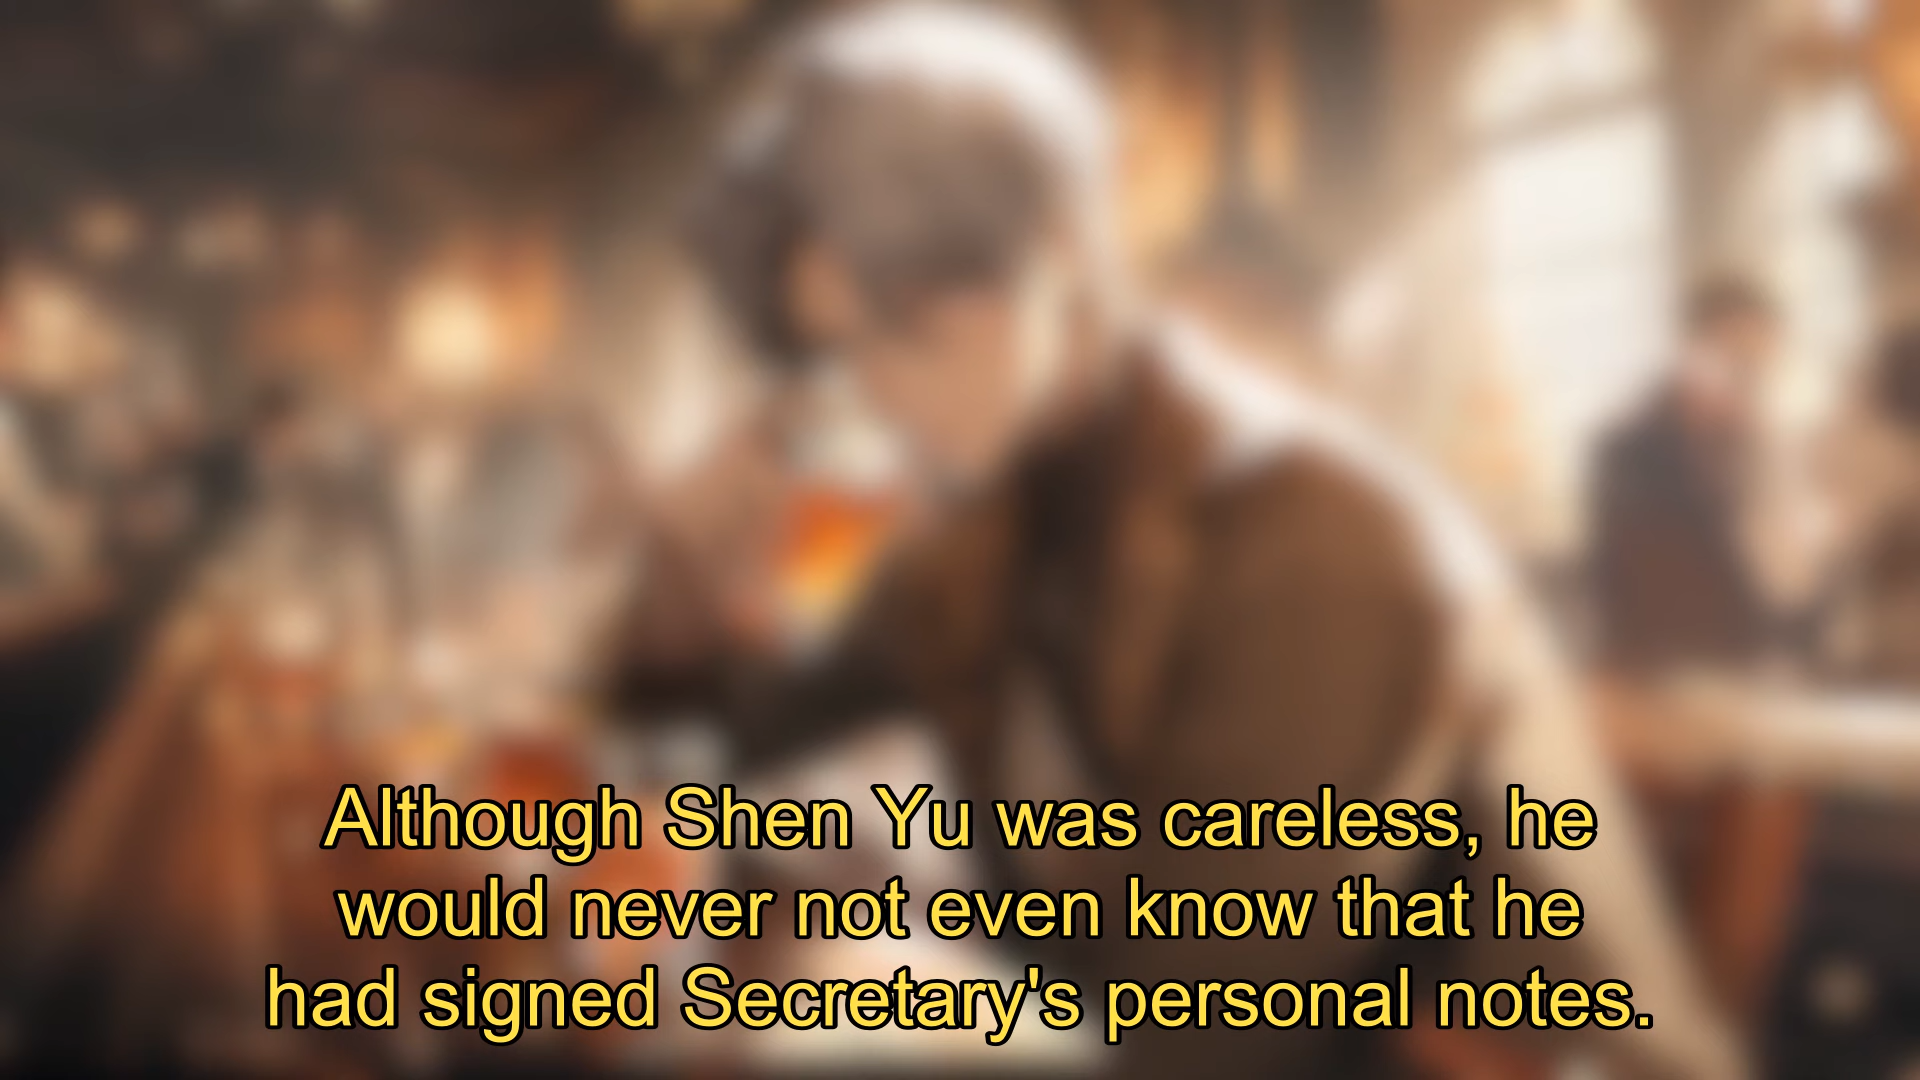 Although Shen Yu was careless, he
would never not even know that he
had signed Secretary's personal notes.